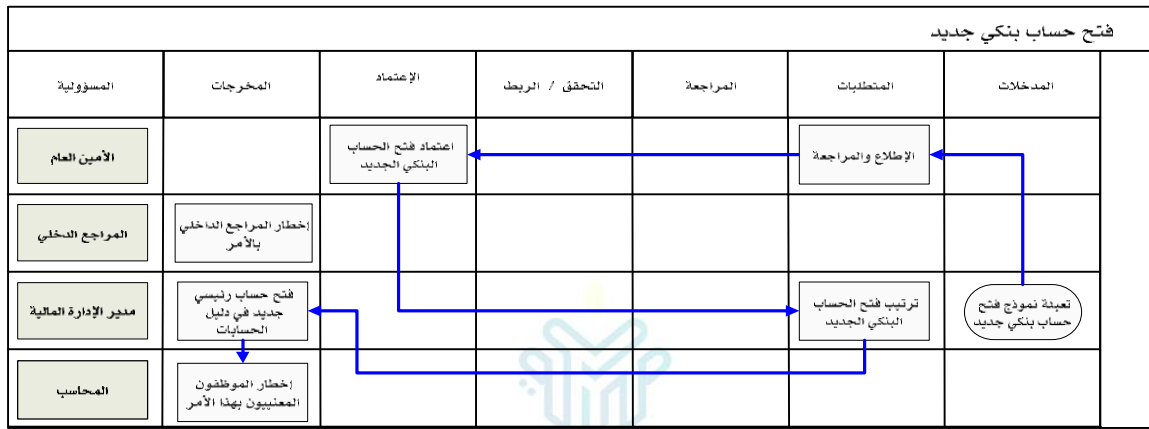 فتح حساب بنكي جديد
المدخلات
المتطلبات
المراجعة
التحقق / الربط
الإعتماد
المخرجات
المسؤولية
الإطلاع والمراجعة
اعتماد فتح الحساب
البنكي الجديد
الأمين العام
إخطار المراجع الداخلي
بالأمر
المراجع الدخلي
تعبئة نموذج فتح
حساب بنكي جديد
ترتيب فتح الحساب
البنكي الجديد
فتح حساب رئيسي
جديد في دليل
الحسابات
مدير الإدارة المالية
إخطار الموظفون
المعنييون بهذا الأمر
المحاسب